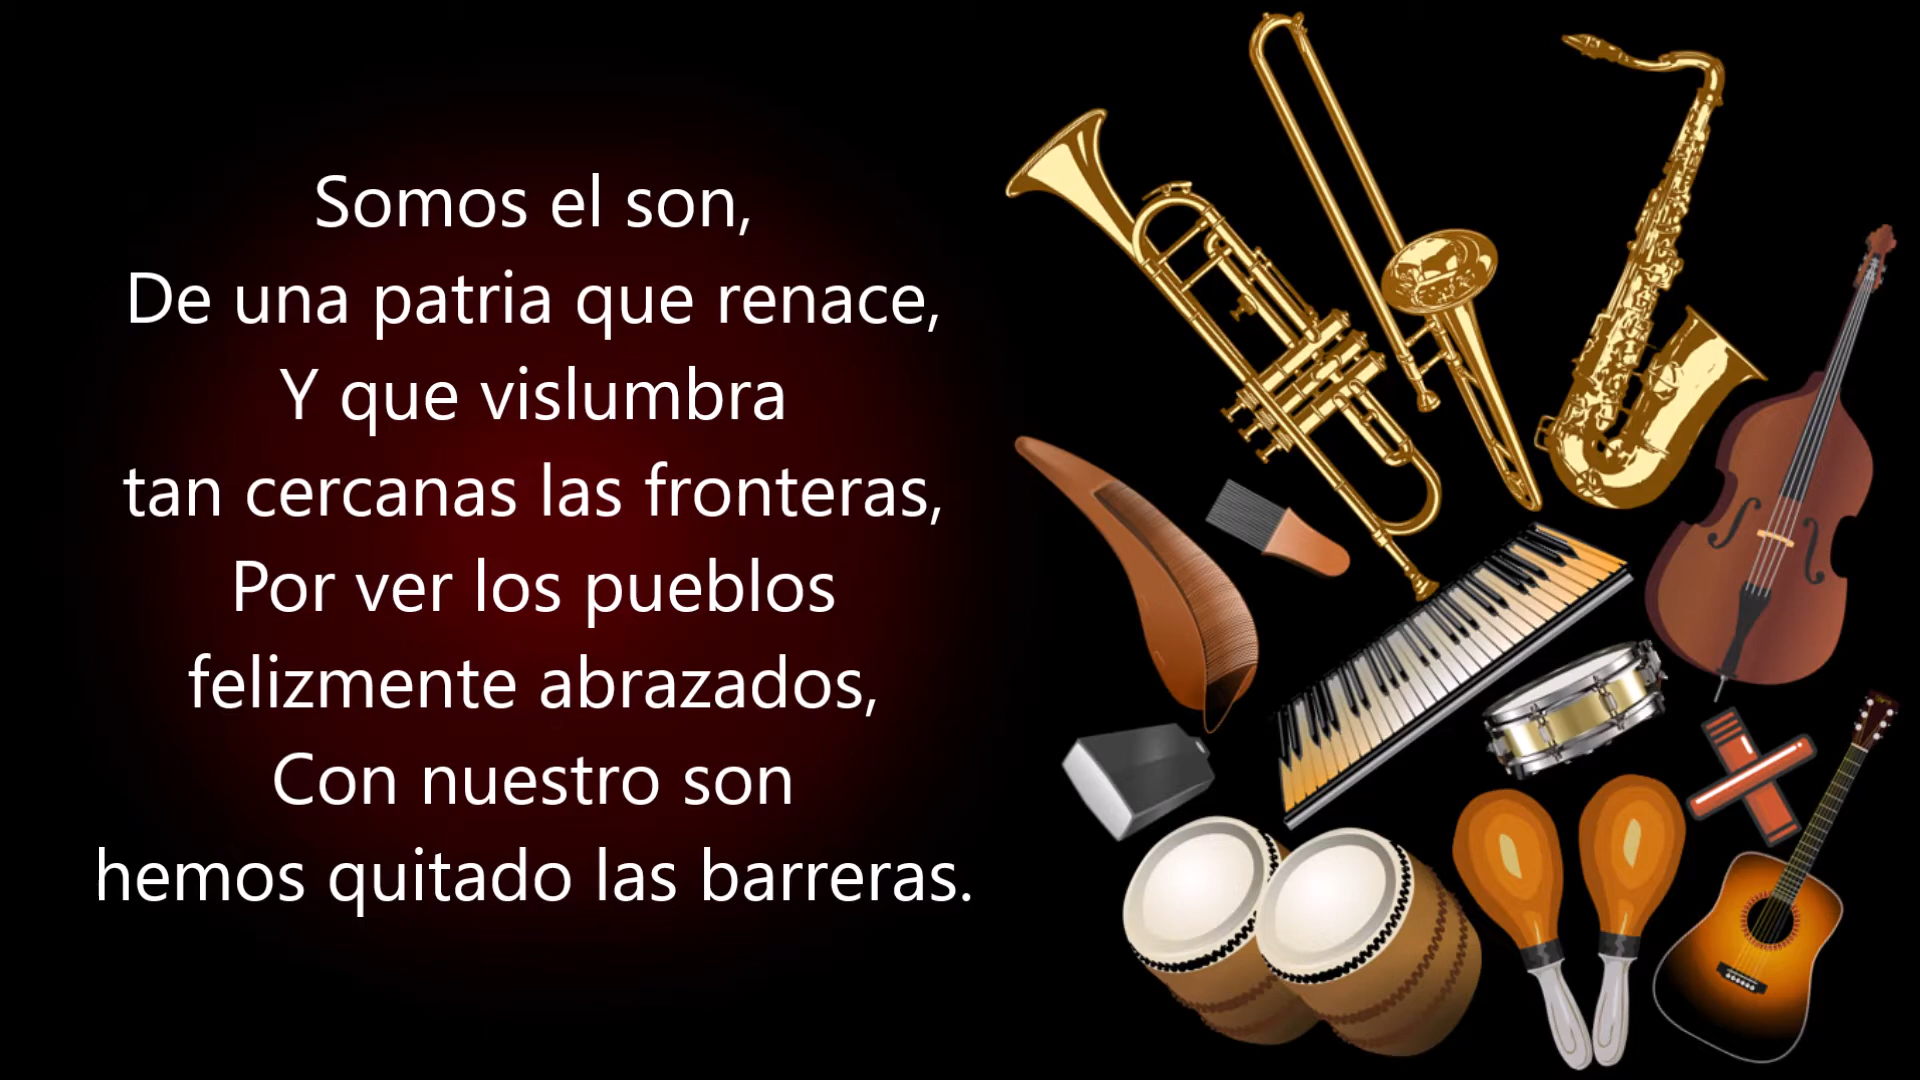 Somos el son,
De una patria que renace,
Y que vislumbra
tan cercanas las fronteras,
Por ver los pueblos
felizmente abrazados,
Con nuestro son
hemos quitado las barreras.